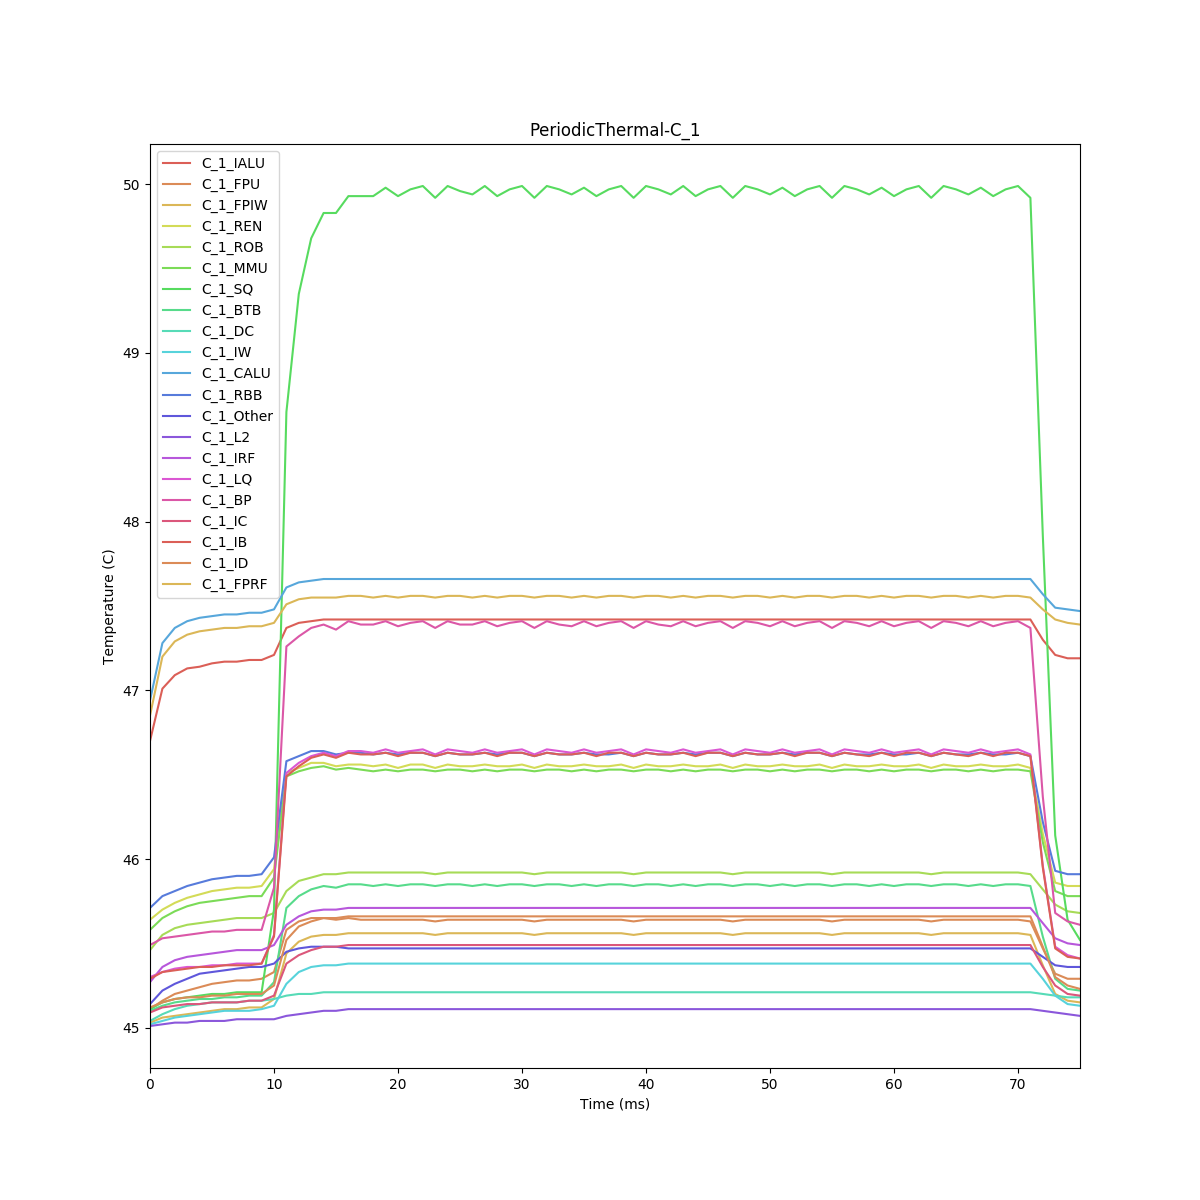 PeriodicThermal-C_1
C_1_IALU
C_1_FPU
C_1_FPIW
C_1_REN
C_1_ROB
C_1_MMU
C_1_SQ
C_1_BTB
C_1_DC
C_1_IW
C_1_CALU
C_1_RBB
C_1_Other
C_1_L2
C_1_IRF
C_1_LQ
C_1_BP
C_1_IC
C_1_IB
C_1_ID
C_1_FPRF
50
49
48
47
46
45
Temperature (C)
0 10 20 30 40 50 60 70
Time (ms)